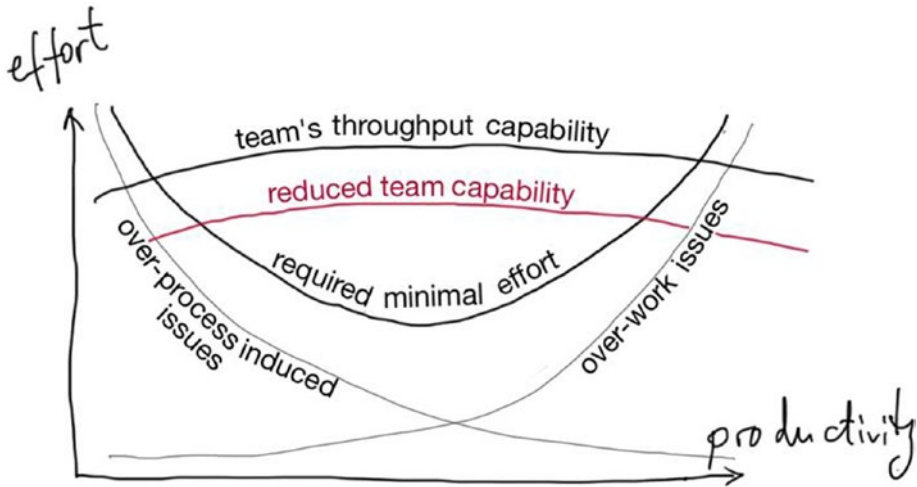 effort
team's throughput capability
reduced team capability
required minimal effort
over-process induced
issues
over-work issues
productivity